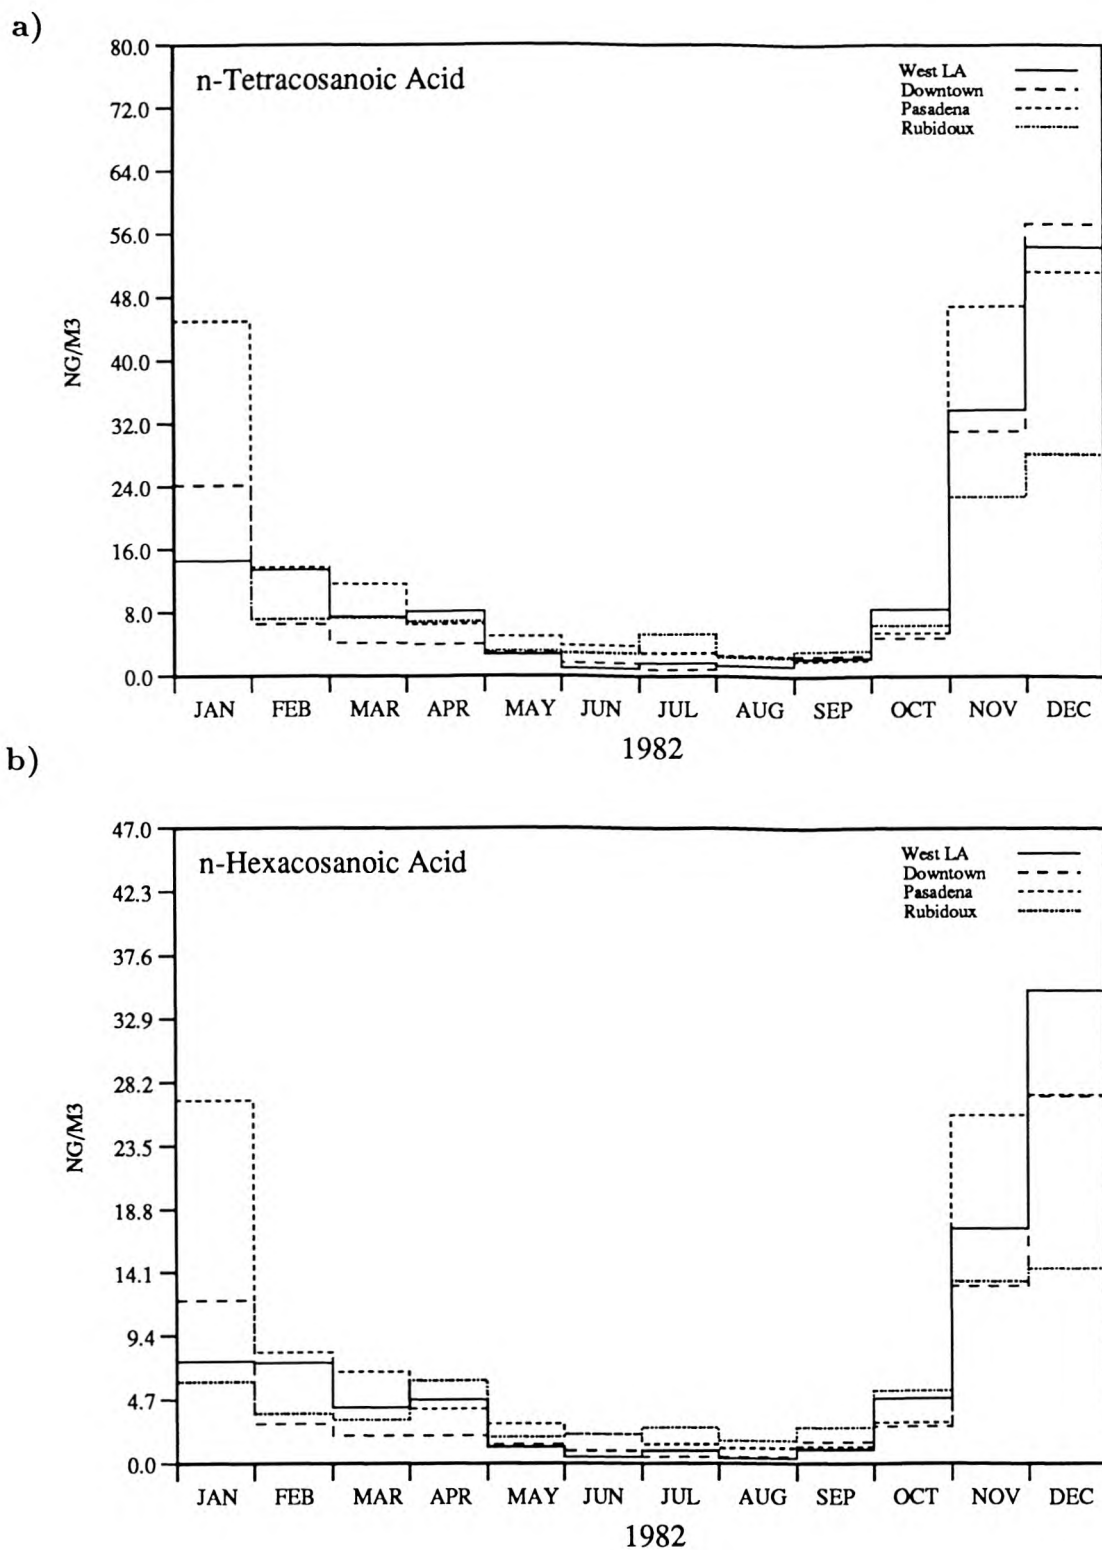 a)
n-Tetracosanoic Acid
West LA
Downtown
Pasadena
Rubidoux
80.0
72.0
64.0
56.0
48.0
40.0
32.0
24.0
16.0
8.0
0.0
NG/M3
JAN FEB MAR APR MAY JUN JUL AUG SEP OCT NOV DEC
1982
b)
n-Hexacosanoic Acid
West LA
Downtown
Pasadena
Rubidoux
47.0
42.3
37.6
32.9
28.2
23.5
18.8
14.1
9.4
4.7
0.0
NG/M3
JAN FEB MAR APR MAY JUN JUL AUG SEP OCT NOV DEC
1982